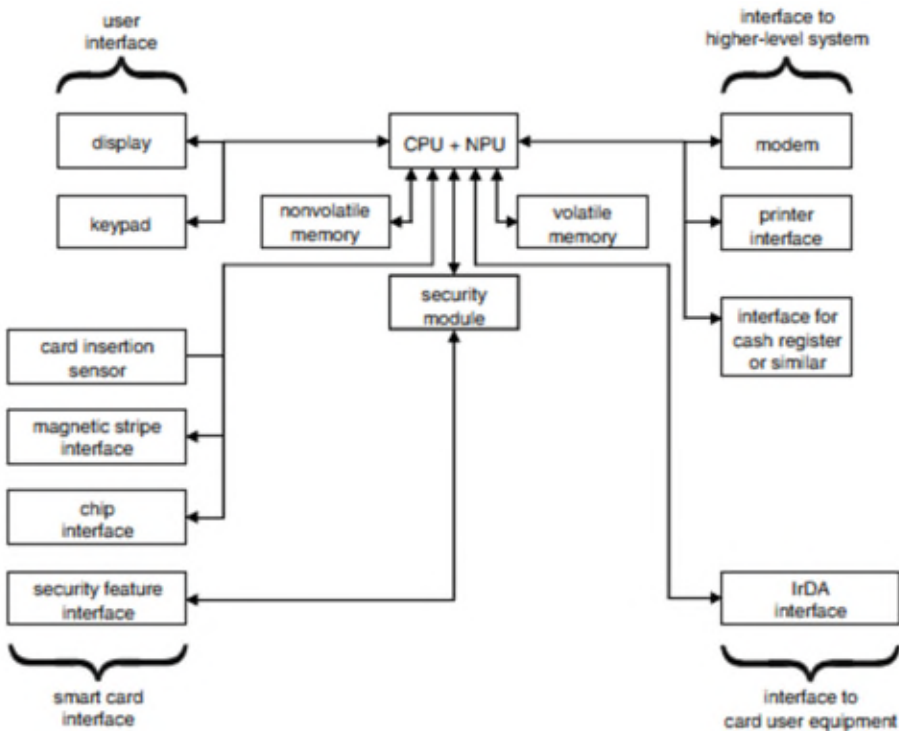 user
interface
interface to
higher-level system
display
CPU + NPU
modem
keypad
nonvolatile
memory
volatile
memory
printer
interface
security
module
interface for
cash register
or similar
card insertion
sensor
magnetic stripe
interface
chip
interface
security feature
interface
IrDA
interface
smart card
interface
interface to
card user equipment